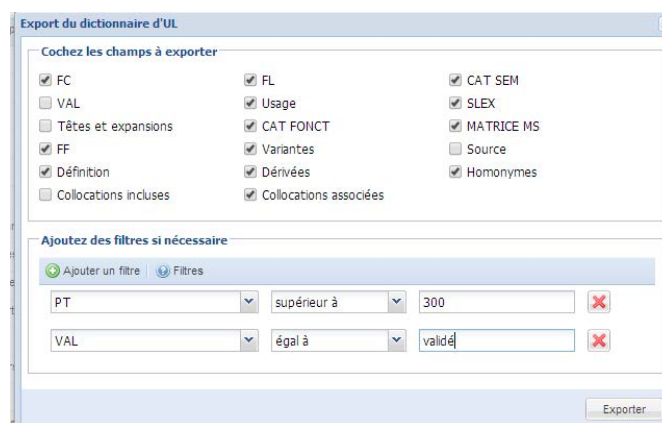 Export du dictionnaire d'UL
Cochez les champs à exporter
FC FL CAT SEM
VAL Usage SLEX
Têtes et expansions CAT FONCT MATRICE MS
FF Variantes Source
Définition Dérivées Homonymes
Collocations incluses Collocations associées
Ajoutez des filtres si nécessaire
Ajouter un filtre Filtres
PT supérieur à 300
VAL égal à validé
Exporter